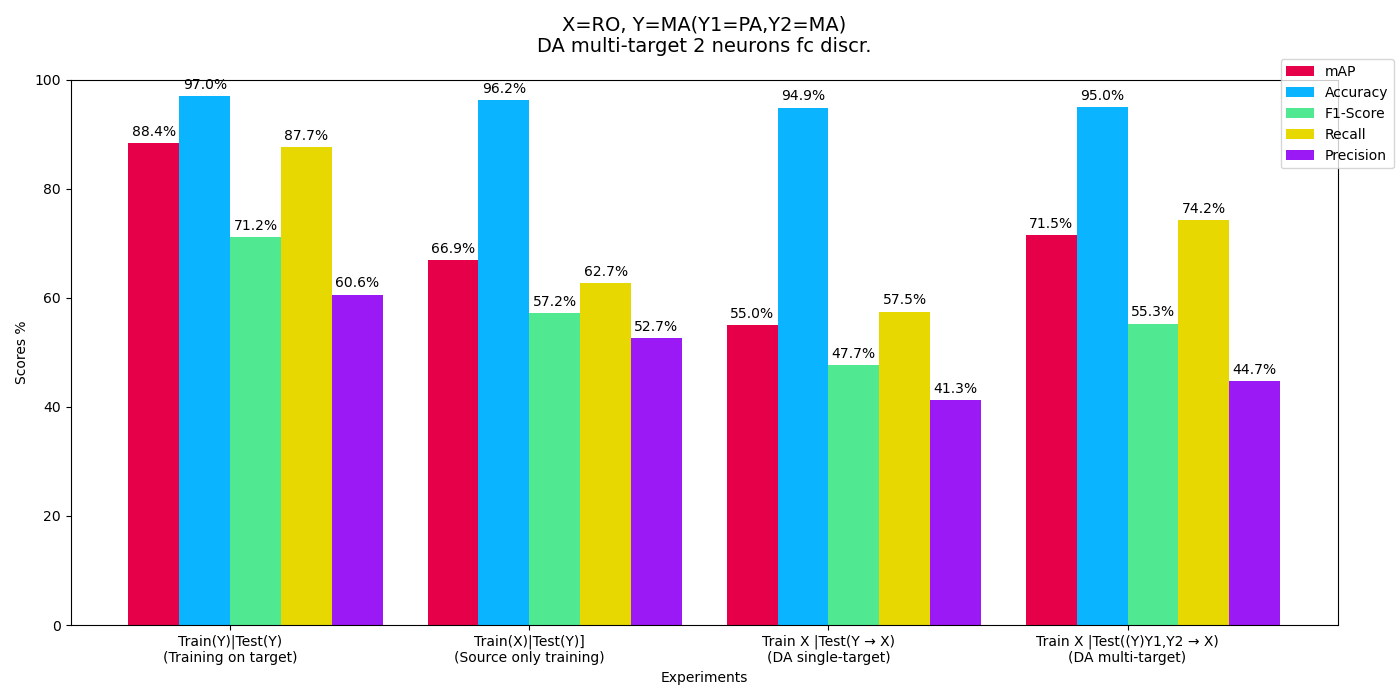 X=RO, Y=MA(Y1=PA,Y2=MA)
DA multi-target 2 neurons fc discr.
mAP
Accuracy
F1-Score
Recall
Precision
Scores %
100
80
60
40
20
0
88.4%
97.0%
71.2%
87.7%
60.6%
66.9%
96.2%
57.2%
62.7%
52.7%
55.0%
94.9%
47.7%
57.5%
41.3%
71.5%
95.0%
55.3%
74.2%
44.7%
Train(Y)|Test(Y)
(Training on target)
Train(X)|Test(Y)]
(Source only training)
Train X |Test(Y → X)
(DA single-target)
Train X |Test((Y)Y1,Y2 → X)
(DA multi-target)
Experiments